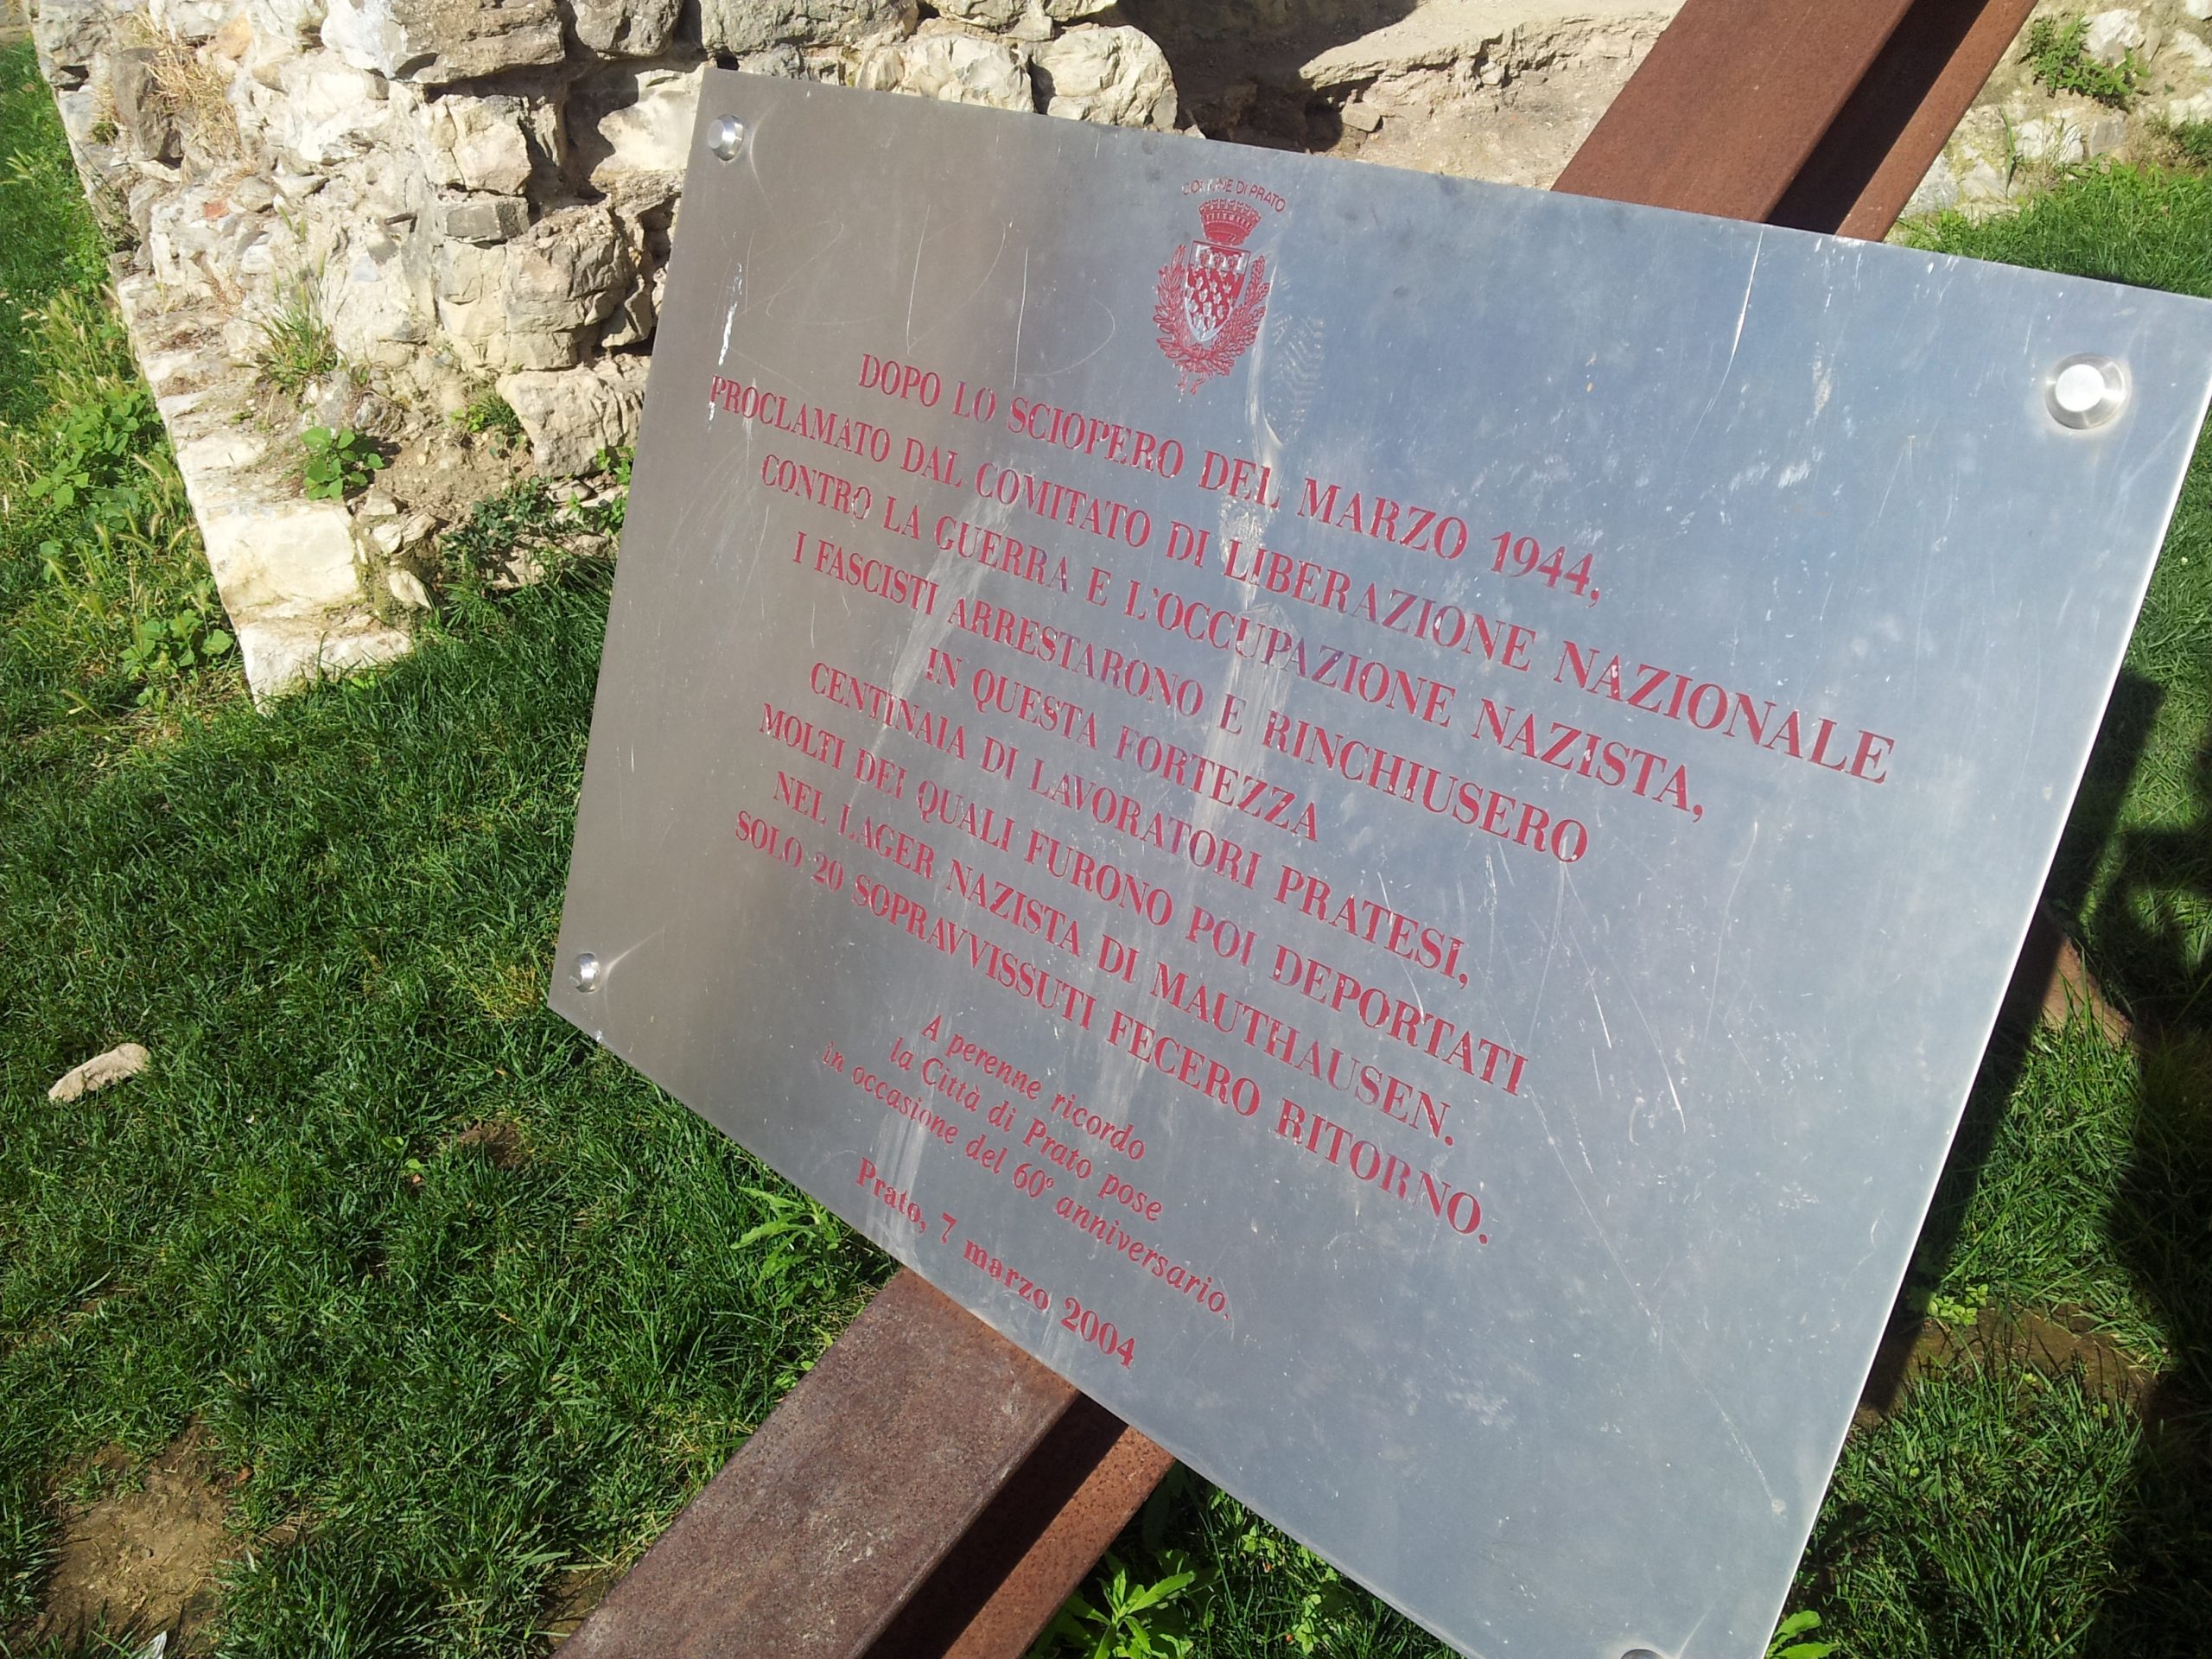 COMUNE DI PRATO
DOPO LO SCIOPERO DEL MARZO 1944,
PROCLAMATO DAL COMITATO DI LIBERAZIONE NAZIONALE
CONTRO LA GUERRA E L'OCCUPAZIONE NAZISTA,
I FASCISTI ARRESTARONO E RINCHIUSERO
IN QUESTA FORTEZZA
CENTINAIA DI LAVORATORI PRATESI,
MOLTI DEI QUALI FURONO POI DEPORTATI
NEL LAGER NAZISTA DI MAUTHAUSEN.
SOLO 20 SOPRAVVISSUTI FECERO RITORNO.
A perenne ricordo
la Città di Prato pose
in occasione del 60° anniversario.
Prato, 7 marzo 2004